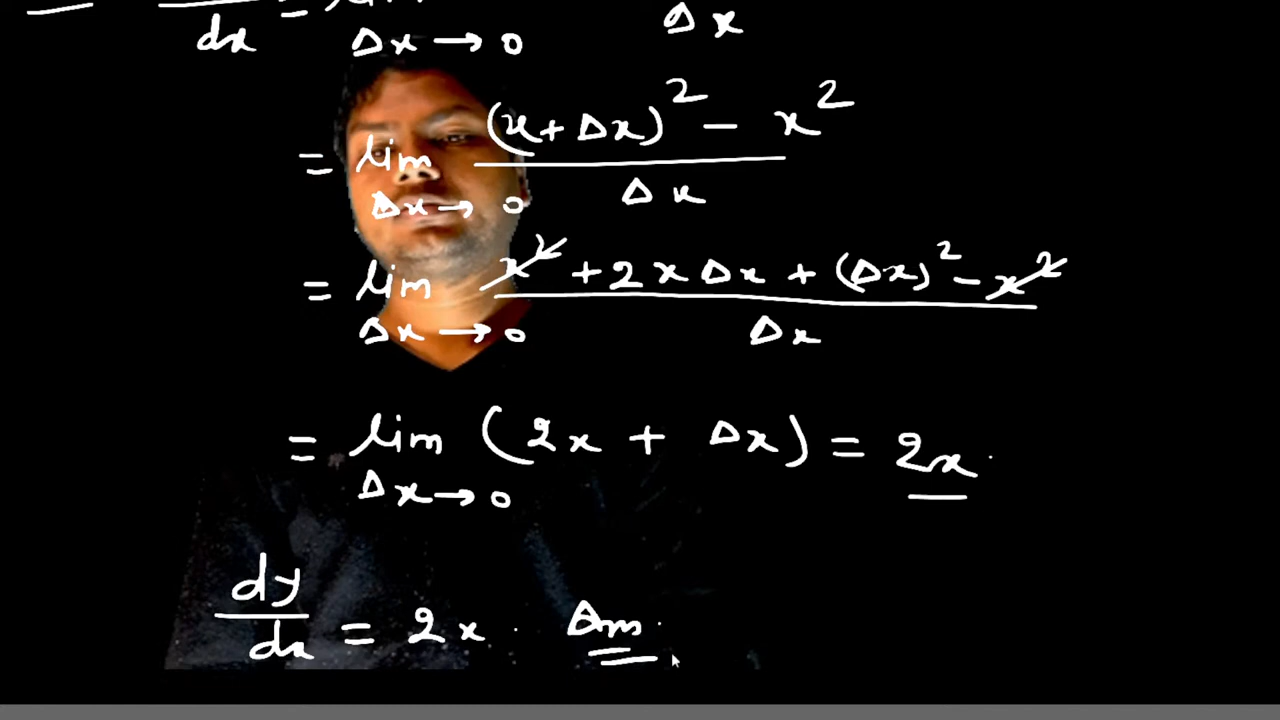 dx Δx → 0 Δx
= lim (x + Δx)² − x²
Δx → 0 Δx
= lim x² + 2xΔx + (Δx)² − x²
Δx → 0 Δx
= lim (2x + Δx) = 2x.
Δx → 0
dy
dx = 2x.